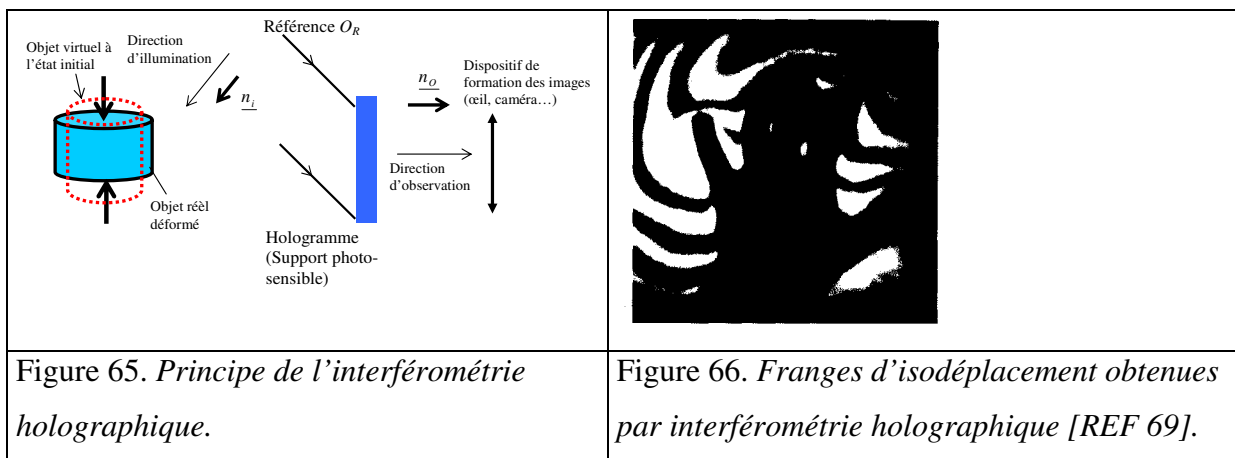 Objet virtuel à
l'état initial
Direction
d'illumination
n_i
Référence O_R
n_O
Dispositif de
formation des images
(œil, caméra…)
Direction
d'observation
Objet réèl
déformé
Hologramme
(Support photo-
sensible)
Figure 65. Principe de l'interférométrie
holographique.
Figure 66. Franges d'isodéplacement obtenues
par interférométrie holographique [REF 69].